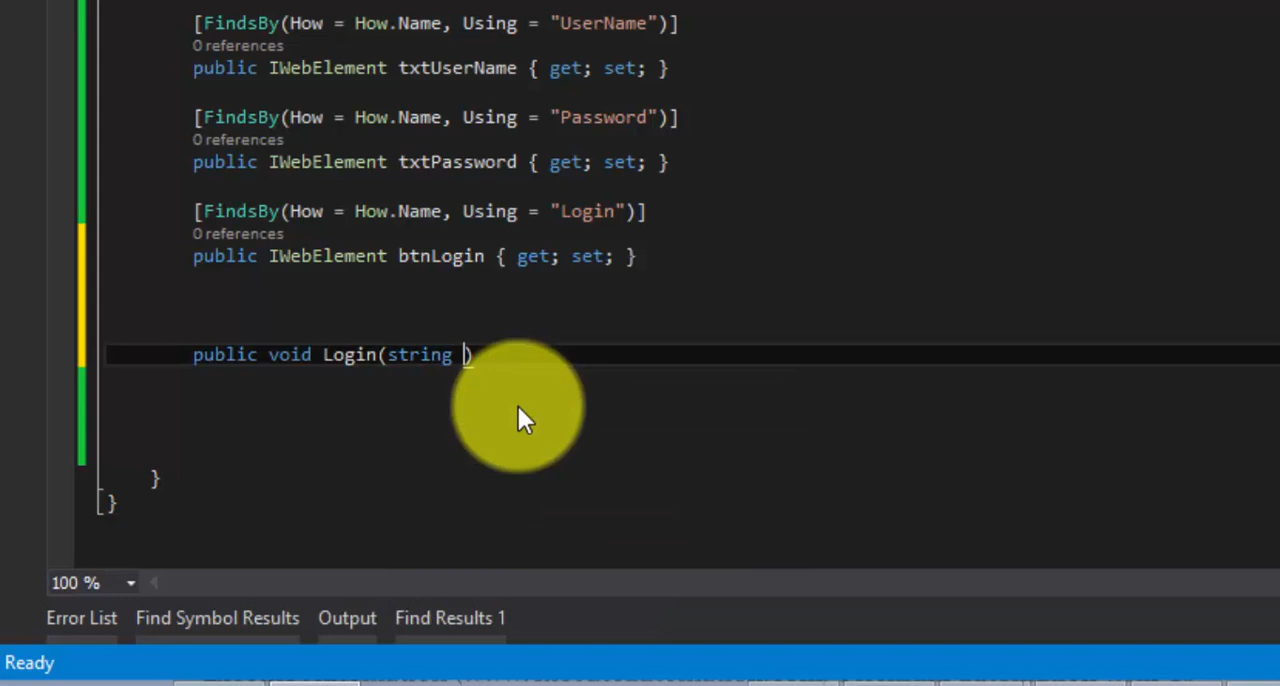 [FindsBy(How = How.Name, Using = "UserName")]
0 references
public IWebElement txtUserName { get; set; }
[FindsBy(How = How.Name, Using = "Password")]
0 references
public IWebElement txtPassword { get; set; }
[FindsBy(How = How.Name, Using = "Login")]
0 references
public IWebElement btnLogin { get; set; }
public void Login(string )
}
}
100 %
Error List Find Symbol Results Output Find Results 1
Ready